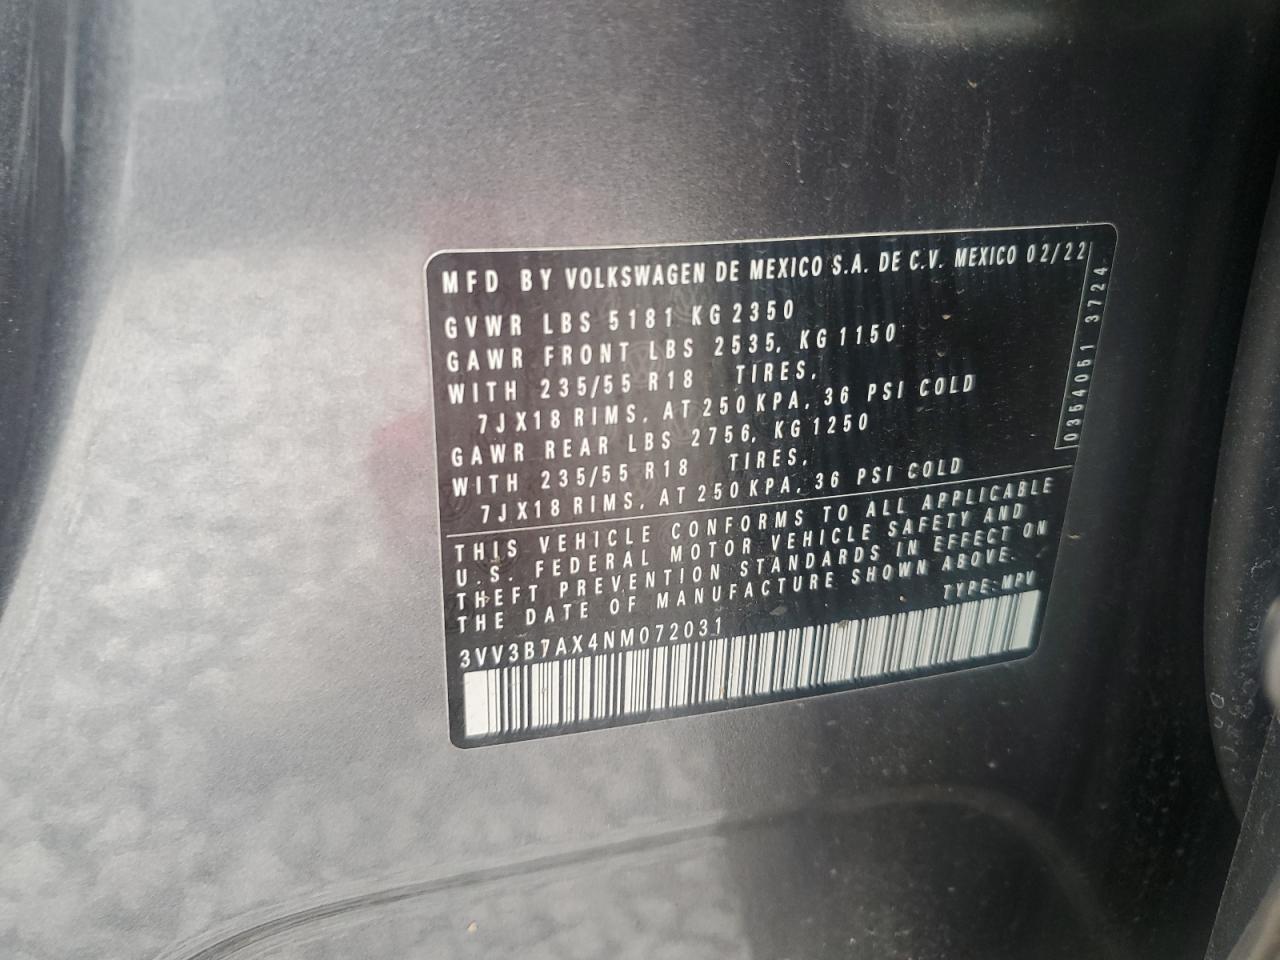 MFD BY VOLKSWAGEN DE MEXICO S.A. DE C.V. MEXICO 02/22
GVWR LBS 5181 KG 2350
GAWR FRONT LBS 2535, KG 1150
WITH 235/55 R18 TIRES,
7JX18 RIMS, AT 250 KPA, 36 PSI COLD
GAWR REAR LBS 2756, KG 1250
WITH 235/55 R18 TIRES,
7JX18 RIMS, AT 250 KPA, 36 PSI COLD
0354051 3724
THIS VEHICLE CONFORMS TO ALL APPLICABLE
U.S. FEDERAL MOTOR VEHICLE SAFETY AND
THEFT PREVENTION STANDARDS IN EFFECT ON
THE DATE OF MANUFACTURE SHOWN ABOVE.
TYPE: MPV
3VV3B7AX4NM072031